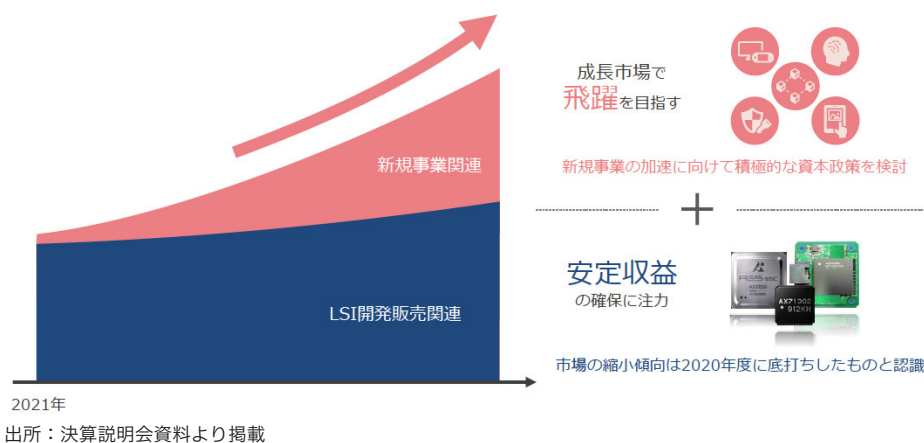 成長市場で
飛躍を目指す
新規事業関連
新規事業の加速に向けて積極的な資本政策を検討
安定収益
の確保に注力
AX51901
AX71302
912KH
LSI開発販売関連
市場の縮小傾向は2020年度に底打ちしたものと認識
2021年
出所：決算説明会資料より掲載